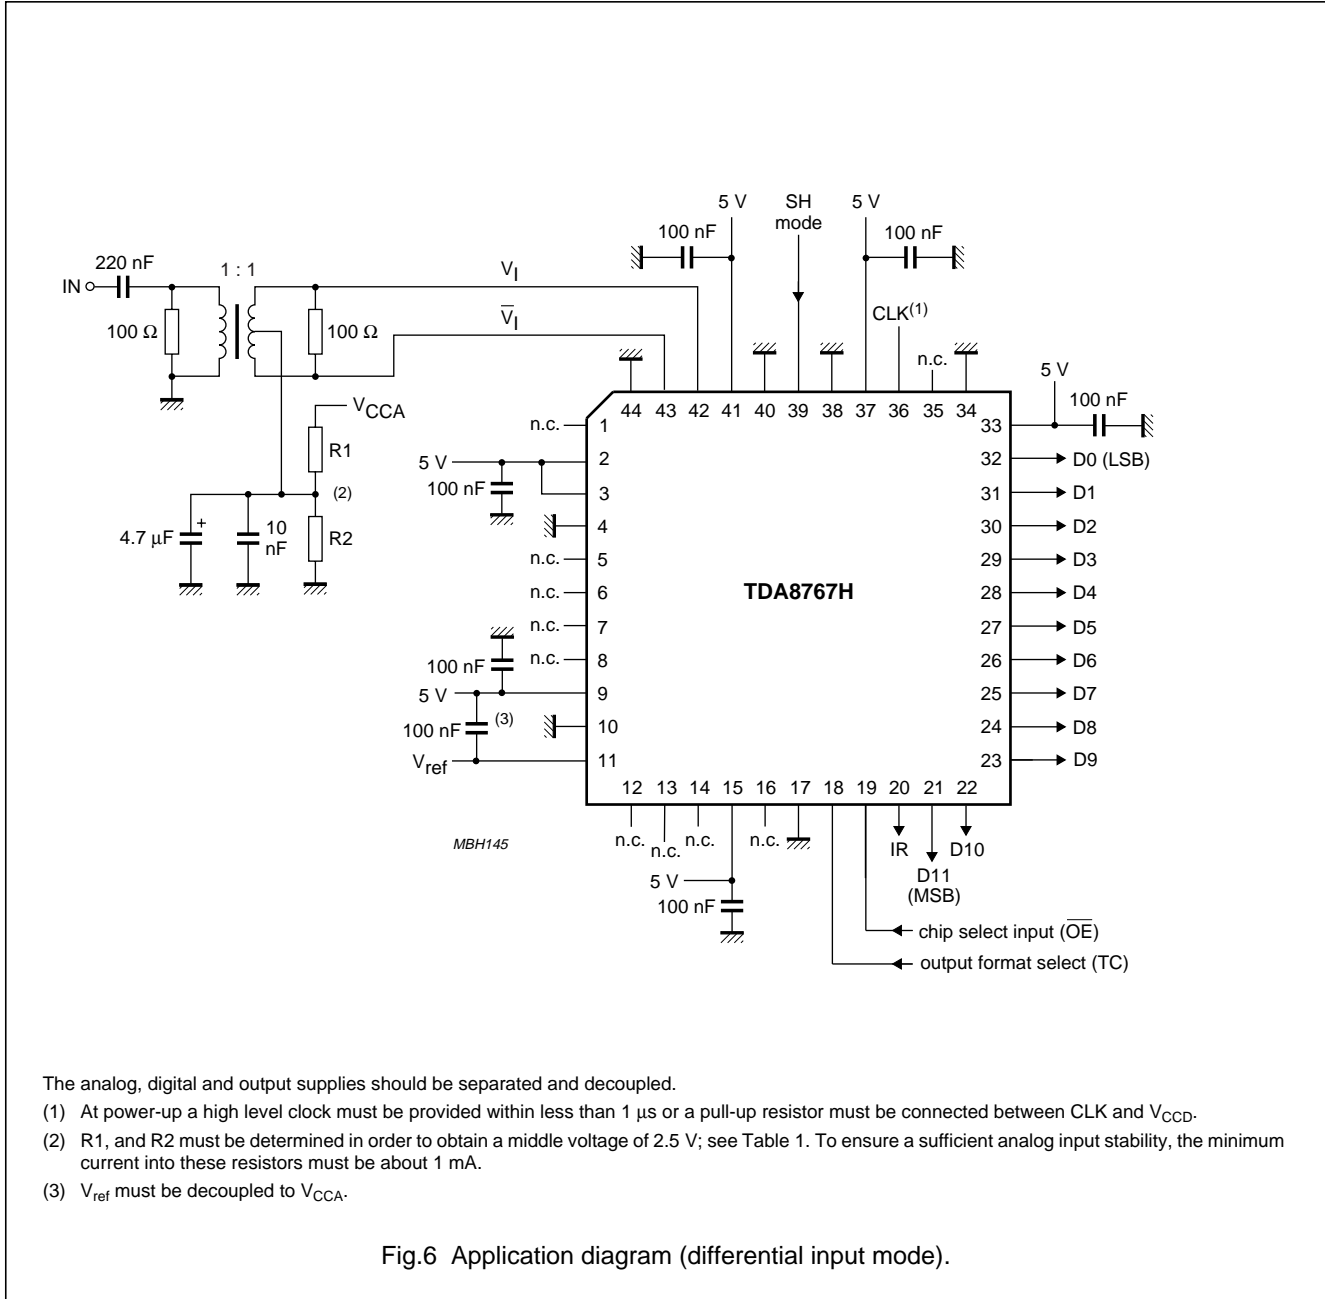 5 V
SH
mode
5 V
100 nF
100 nF
220 nF
1 : 1
V_I
IN
CLK(1)
V̅_I
100 Ω
100 Ω
n.c.
5 V
100 nF
V_CCA
44 43 42 41 40 39 38 37 36 35 34
n.c. 1
33
R1
5 V 2
32 D0 (LSB)
100 nF
3
31 D1
(2)
4.7 μF
+
10
nF
R2
4
30 D2
n.c. 5
29 D3
n.c. 6
TDA8767H
28 D4
n.c. 7
27 D5
n.c. 8
26 D6
100 nF
5 V 9
25 D7
100 nF (3)
10
24 D8
V_ref 11
23 D9
12 13 14 15 16 17 18 19 20 21 22
MBH145
n.c. n.c. n.c. n.c.
IR
D10
D11
(MSB)
5 V
100 nF
chip select input (O̅E̅)
output format select (TC)
The analog, digital and output supplies should be separated and decoupled.
(1) At power-up a high level clock must be provided within less than 1 μs or a pull-up resistor must be connected between CLK and V_CCD.
(2) R1, and R2 must be determined in order to obtain a middle voltage of 2.5 V; see Table 1. To ensure a sufficient analog input stability, the minimum
current into these resistors must be about 1 mA.
(3) V_ref must be decoupled to V_CCA.
Fig.6 Application diagram (differential input mode).